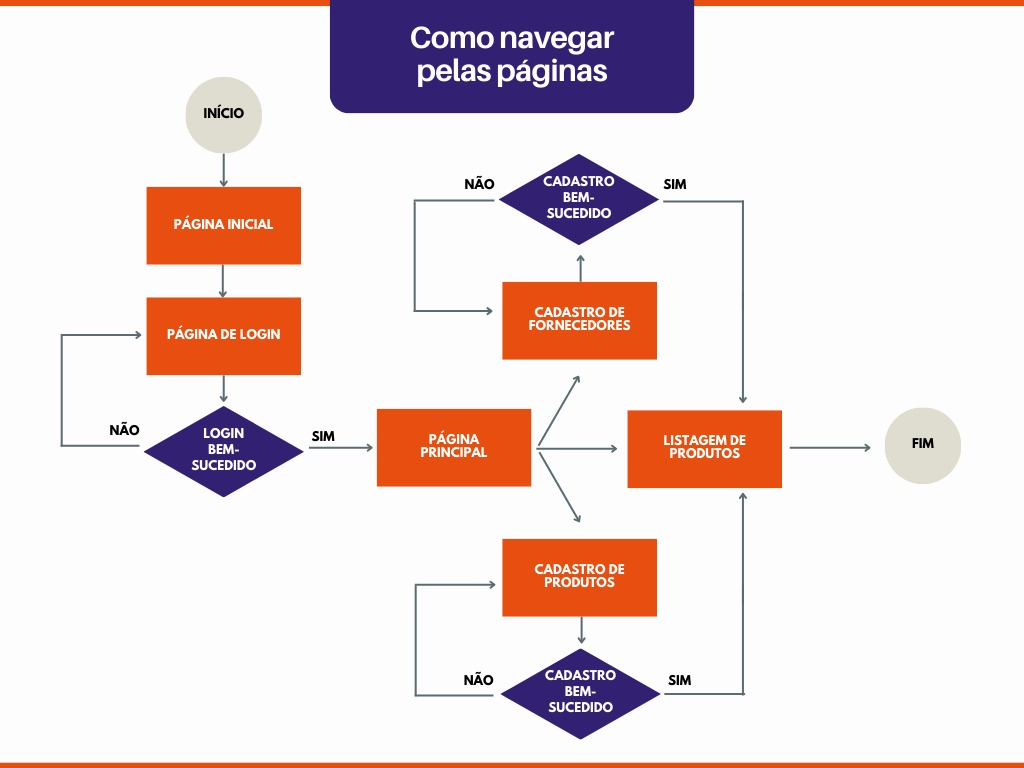 Como navegar
pelas páginas
INÍCIO
PÁGINA INICIAL
PÁGINA DE LOGIN
NÃO
LOGIN
BEM-
SUCEDIDO
SIM
PÁGINA
PRINCIPAL
NÃO
CADASTRO
BEM-
SUCEDIDO
SIM
CADASTRO DE
FORNECEDORES
LISTAGEM DE
PRODUTOS
FIM
CADASTRO DE
PRODUTOS
NÃO
CADASTRO
BEM-
SUCEDIDO
SIM